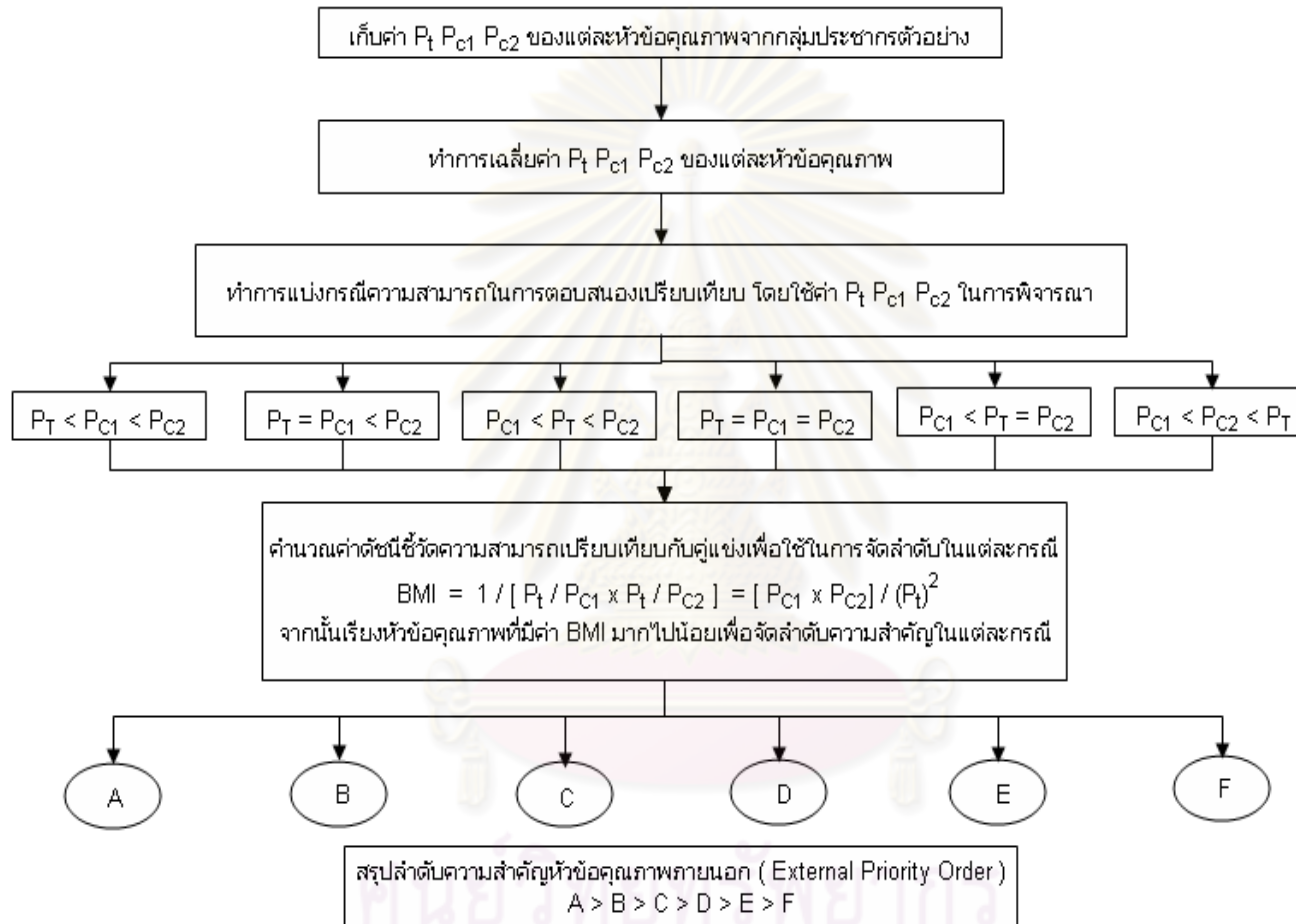 เก็บค่า Pt Pc1 Pc2 ของแต่ละหัวข้อคุณภาพจากกลุ่มประชากรตัวอย่าง
ทำการเฉลี่ยค่า Pt Pc1 Pc2 ของแต่ละหัวข้อคุณภาพ
ทำการแบ่งกรณีความสามารถในการตอบสนองเปรียบเทียบ โดยใช้ค่า Pt Pc1 Pc2 ในการพิจารณา
PT < PC1 < PC2
PT = PC1 < PC2
PC1 < PT < PC2
PT = PC1 = PC2
PC1 < PT = PC2
PC1 < PC2 < PT
คำนวณค่าดัชนีชี้วัดความสามารถเปรียบเทียบกับคู่แข่งเพื่อใช้ในการจัดลำดับในแต่ละกรณี
BMI = 1 / [ Pt / PC1 x Pt / PC2 ] = [ PC1 x PC2] / (Pt)²
จากนั้นเรียงหัวข้อคุณภาพที่มีค่า BMI มากไปน้อยเพื่อจัดลำดับความสำคัญในแต่ละกรณี
A
B
C
D
E
F
สรุปลำดับความสำคัญหัวข้อคุณภาพภายนอก ( External Priority Order )
A > B > C > D > E > F
ศูนย์วิทยทรัพยากร